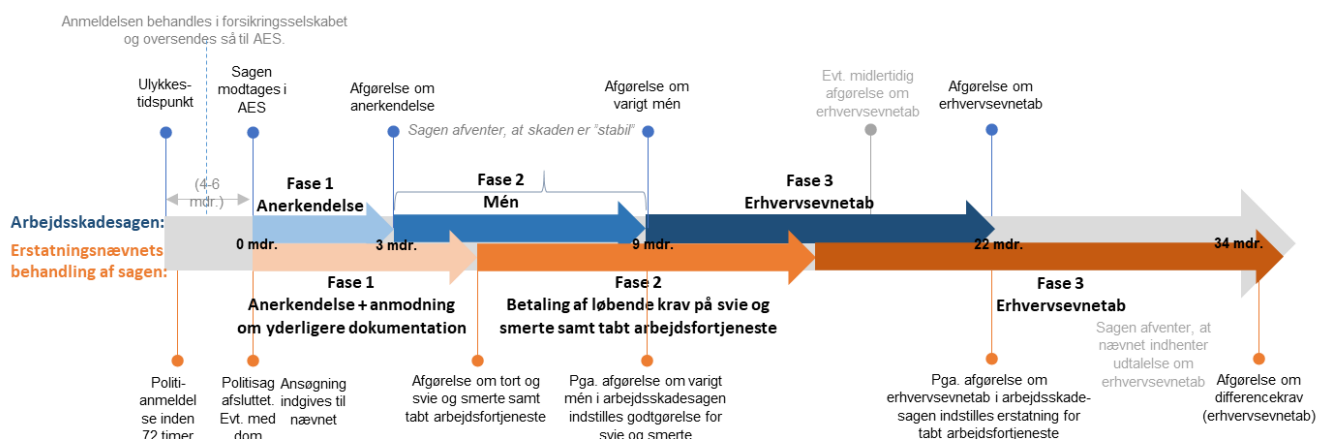 Anmeldelsen behandles i forsikringsselskabet
og oversendes så til AES.
Ulykkes-
tidspunkt
Sagen
modtages i
AES
Afgørelse om
anerkendelse
Sagen afventer, at skaden er "stabil"
Afgørelse om
varigt mén
Evt. midlertidig
afgørelse om
erhvervsevnetab
Afgørelse om
erhvervsevnetab
(4-6
mdr.)
Fase 1
Anerkendelse
Fase 2
Mén
Fase 3
Erhvervsevnetab
Arbejdsskadesagen:
Erstatningsnævnets
behandling af sagen:
0 mdr.
3 mdr.
9 mdr.
22 mdr.
34 mdr.
Fase 1
Anerkendelse + anmodning
om yderligere dokumentation
Fase 2
Betaling af løbende krav på svie og
smerte samt tabt arbejdsfortjeneste
Fase 3
Erhvervsevnetab
Sagen afventer, at
nævnet indhenter
udtalelse om
erhvervsevnetab
Politi-
anmeldel
se inden
72 timer
Politisag
afsluttet.
Evt. med
dom
Ansøgning
indgives til
nævnet
Afgørelse om tort og
svie og smerte samt
tabt arbejdsfortjeneste
Pga. afgørelse om varigt
mén i arbejdsskadesagen
indstilles godtgørelse for
svie og smerte
Pga. afgørelse om
erhvervsevnetab i arbejdsskade-
sagen indstilles erstatning for
tabt arbejdsfortjeneste
Afgørelse om
differencekrav
(erhvervsevnetab)